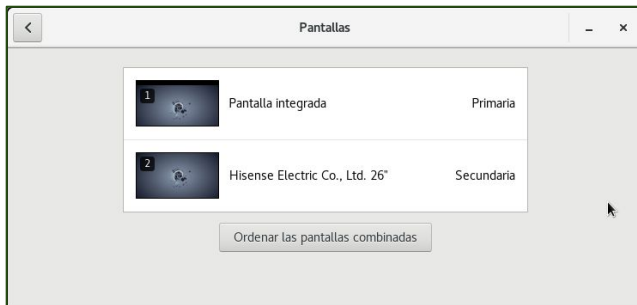 Pantallas
1
Pantalla integrada Primaria
2
Hisense Electric Co., Ltd. 26" Secundaria
Ordenar las pantallas combinadas